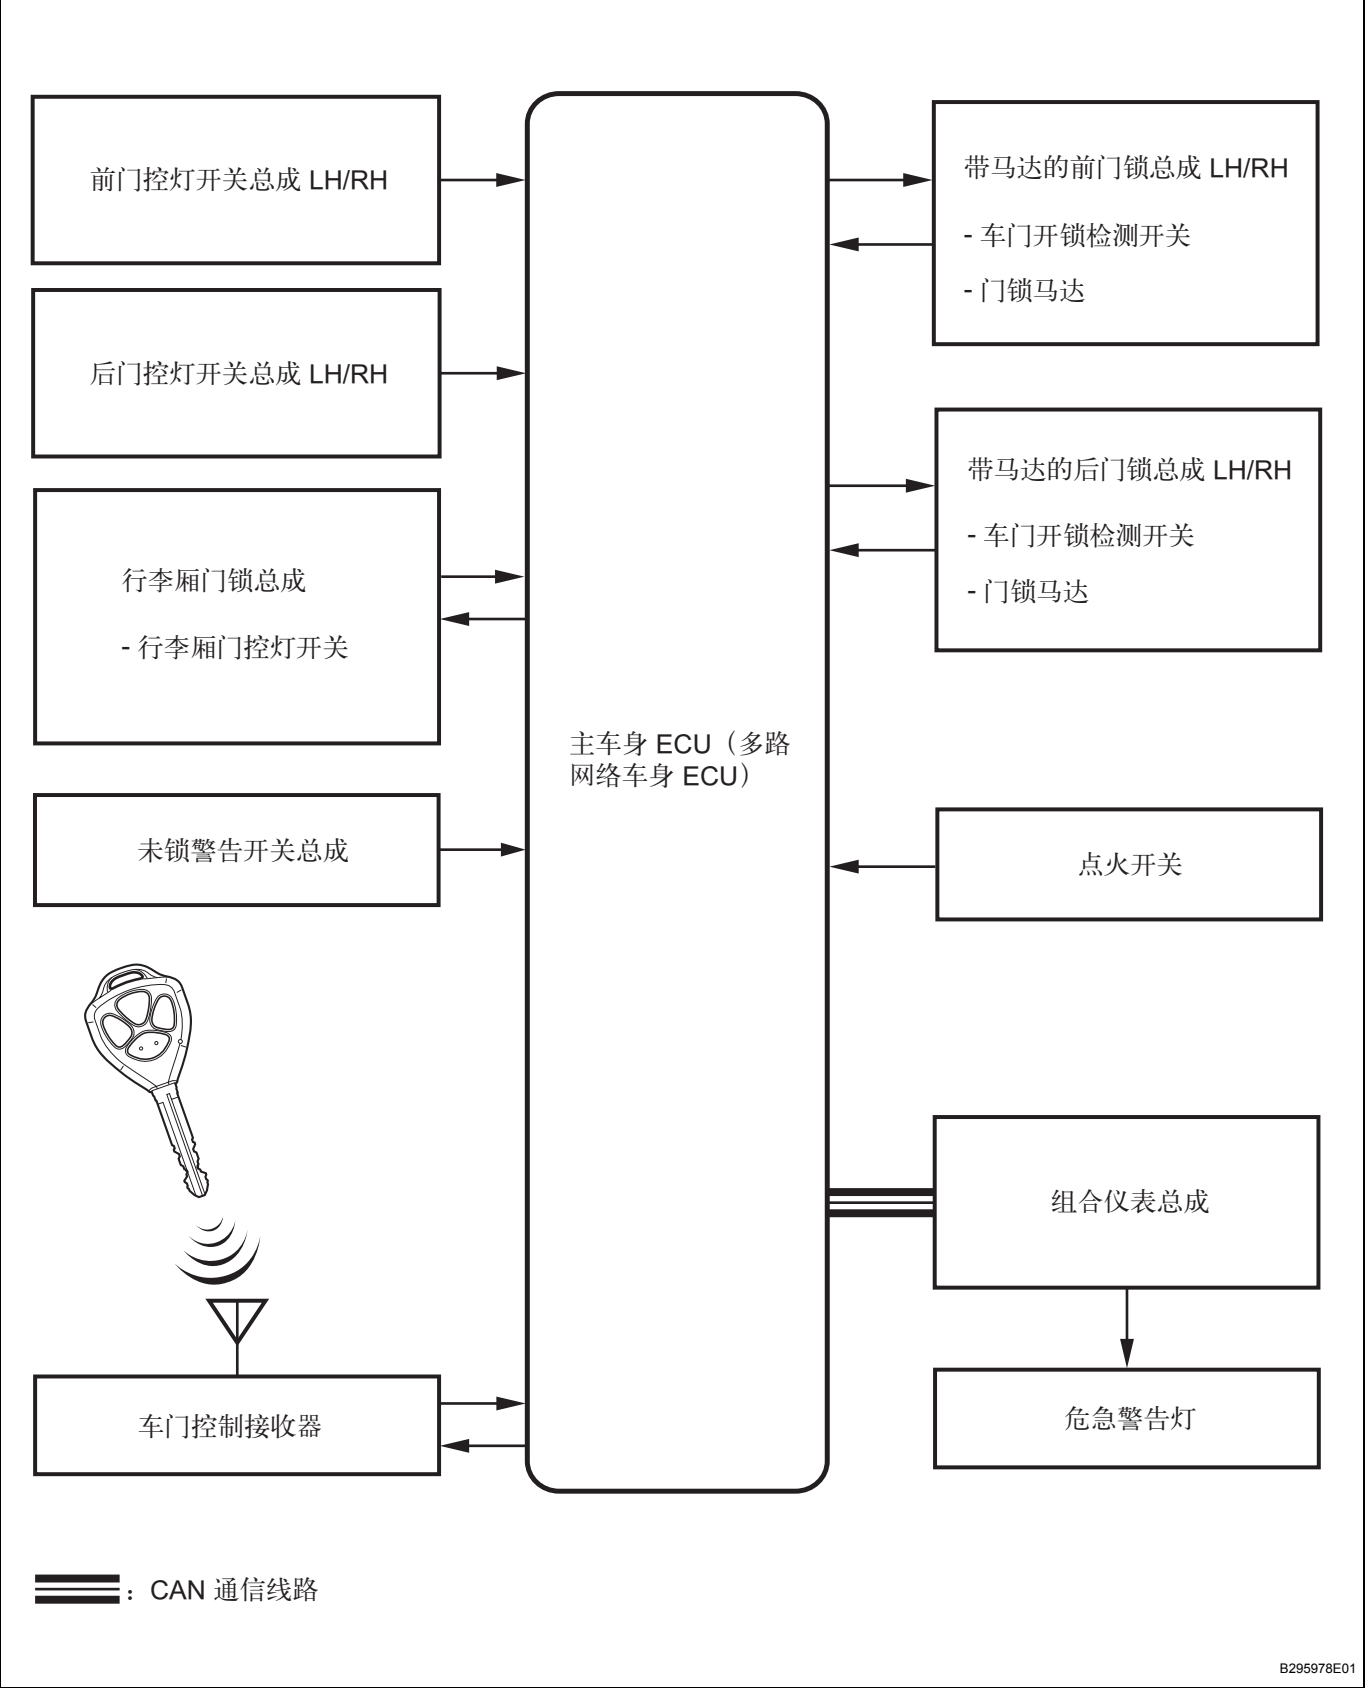 前门控灯开关总成 LH/RH
后门控灯开关总成 LH/RH
行李厢门锁总成
- 行李厢门控灯开关
未锁警告开关总成
车门控制接收器
主车身 ECU（多路
网络车身 ECU）
带马达的前门锁总成 LH/RH
- 车门开锁检测开关
- 门锁马达
带马达的后门锁总成 LH/RH
- 车门开锁检测开关
- 门锁马达
点火开关
组合仪表总成
危急警告灯
：CAN 通信线路
B295978E01